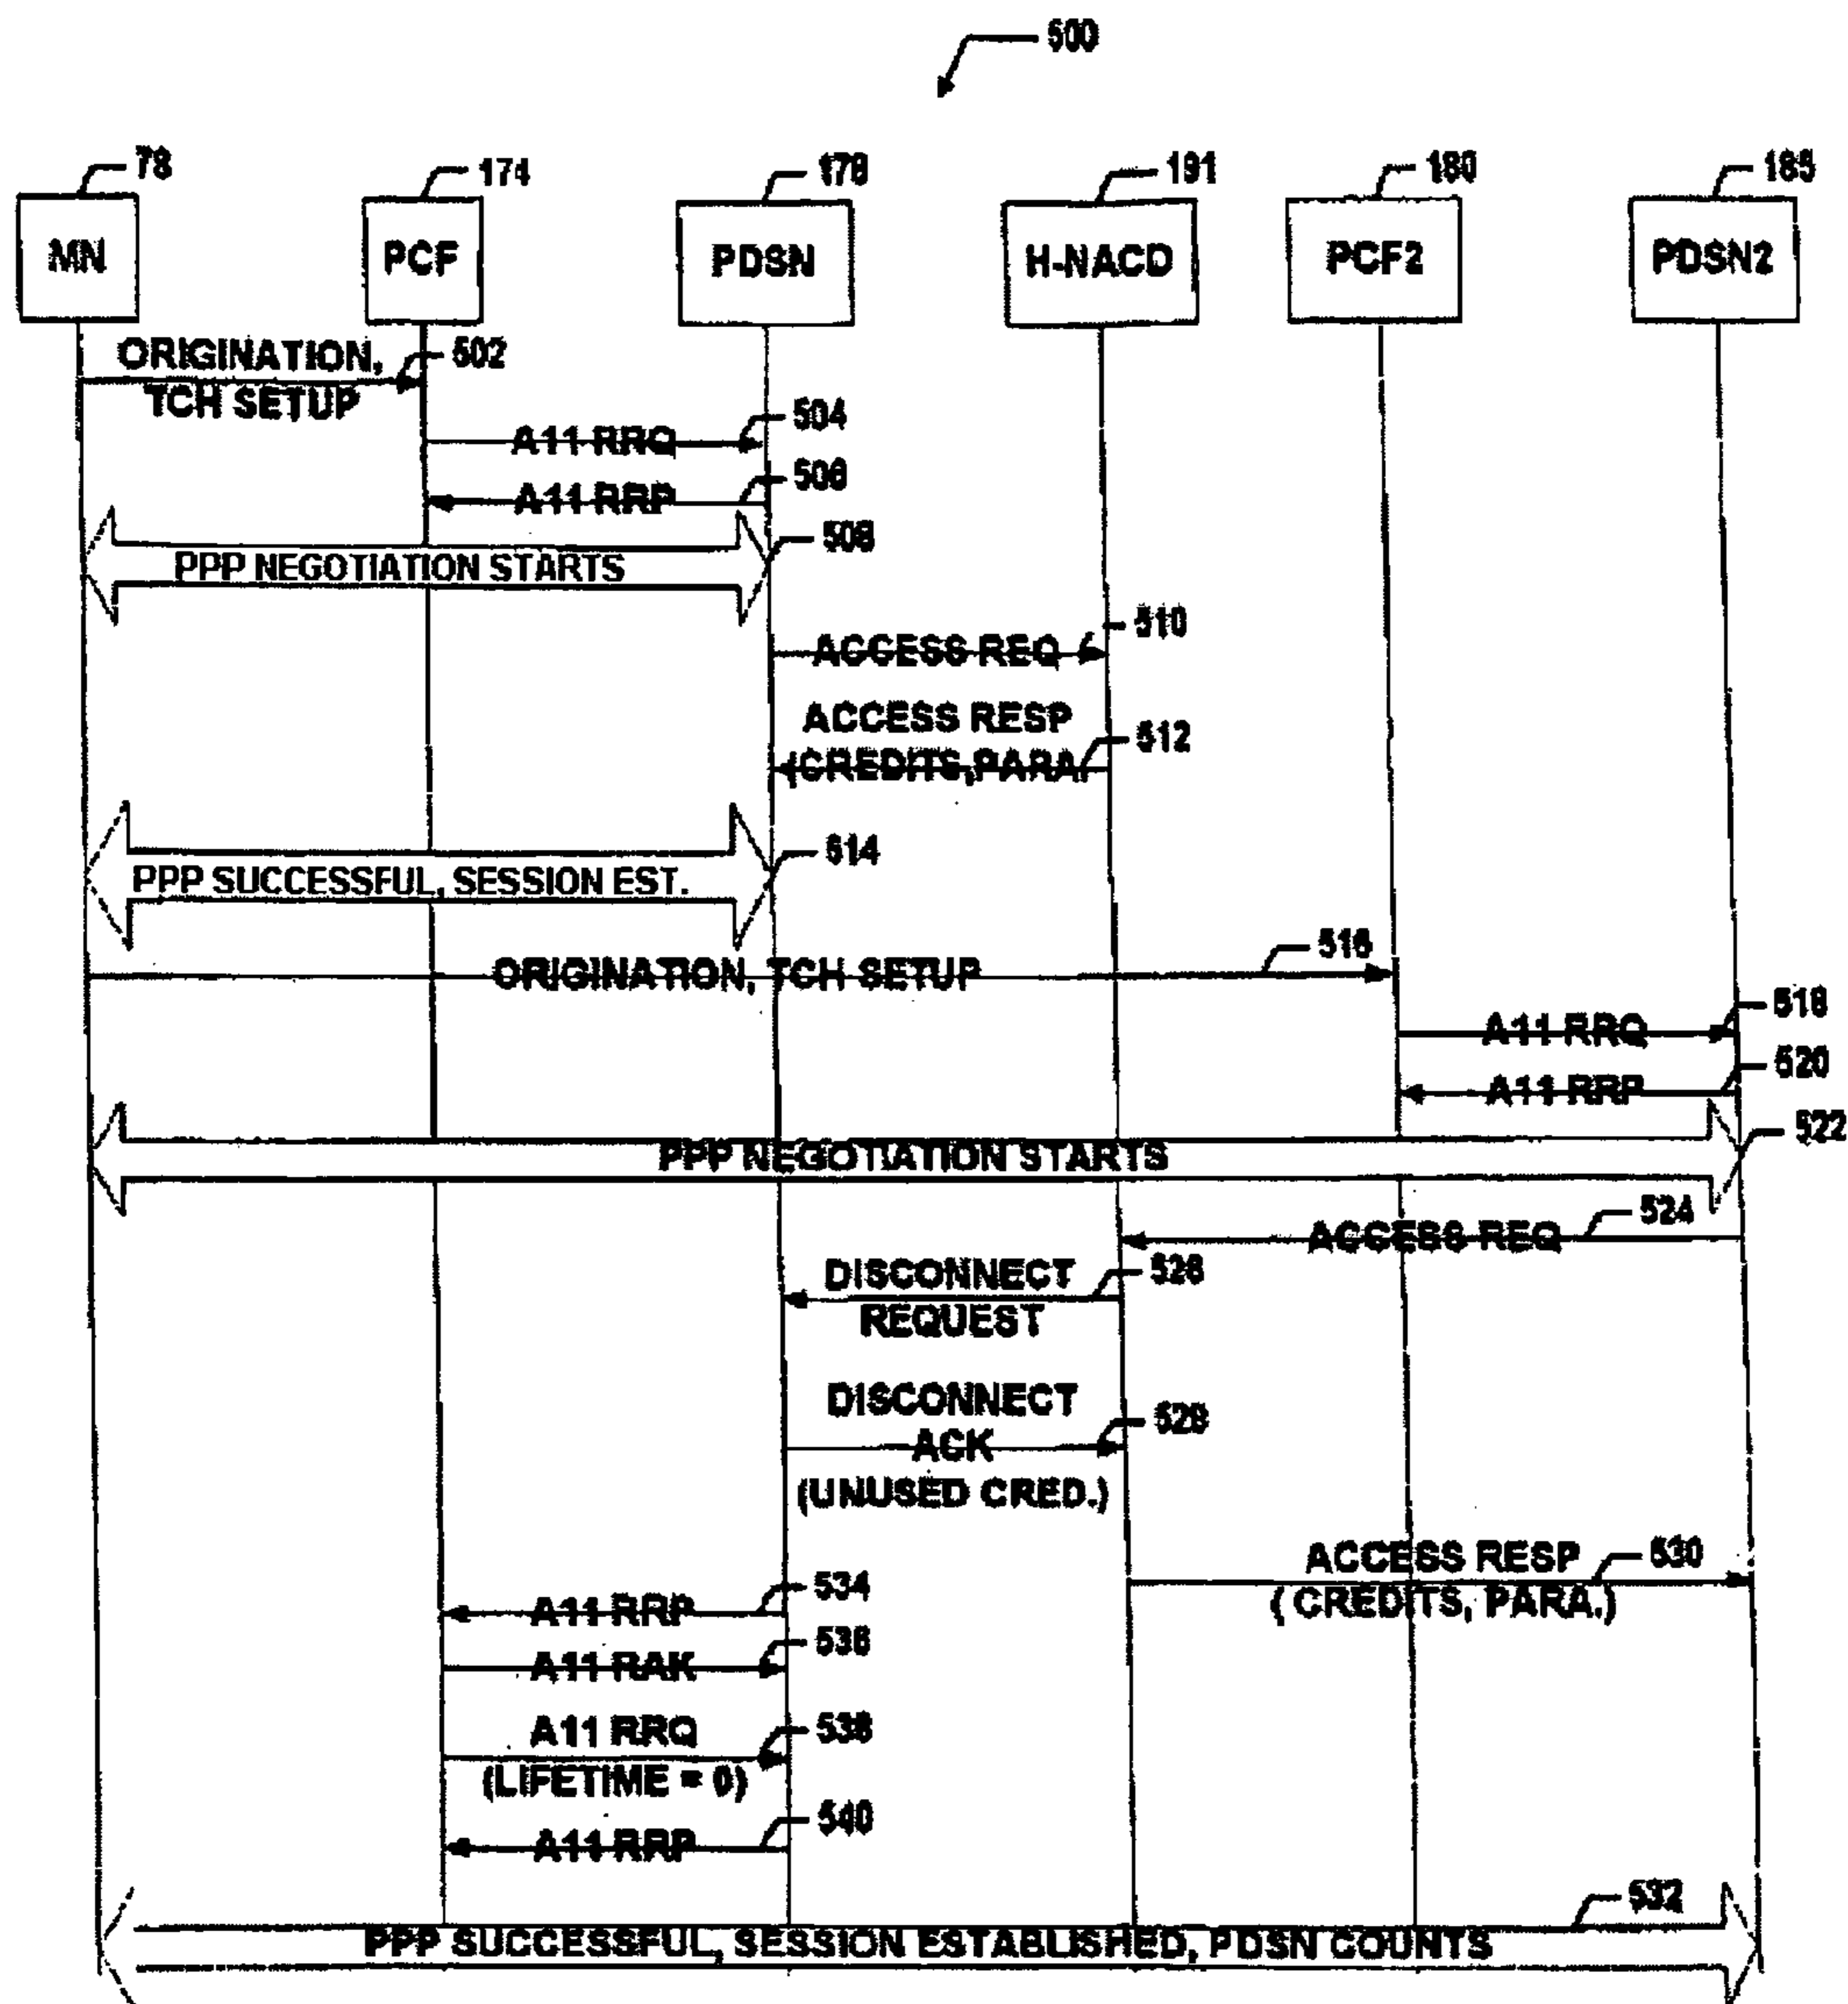 500
78
174
178
191
180
185
MN
PCF
PDSN
H-NACD
PCF2
PDSN2
ORIGINATION,
TCH SETUP
502
A11 RRQ
504
A11 RRP
506
PPP NEGOTIATION STARTS
508
ACCESS REQ
510
ACCESS RESP
(CREDITS,PARA.
512
PPP SUCCESSFUL, SESSION EST.
514
ORIGINATION, TCH SETUP
516
A11 RRQ
518
A11 RRP
520
PPP NEGOTIATION STARTS
522
ACCESS REQ
524
DISCONNECT
REQUEST
526
DISCONNECT
ACK
(UNUSED CRED.)
528
ACCESS RESP
( CREDITS, PARA.)
530
A11 RRP
534
A11 RAK
536
A11 RRQ
(LIFETIME = 0)
538
A11 RRP
540
PPP SUCCESSFUL, SESSION ESTABLISHED, PDSN COUNTS
532